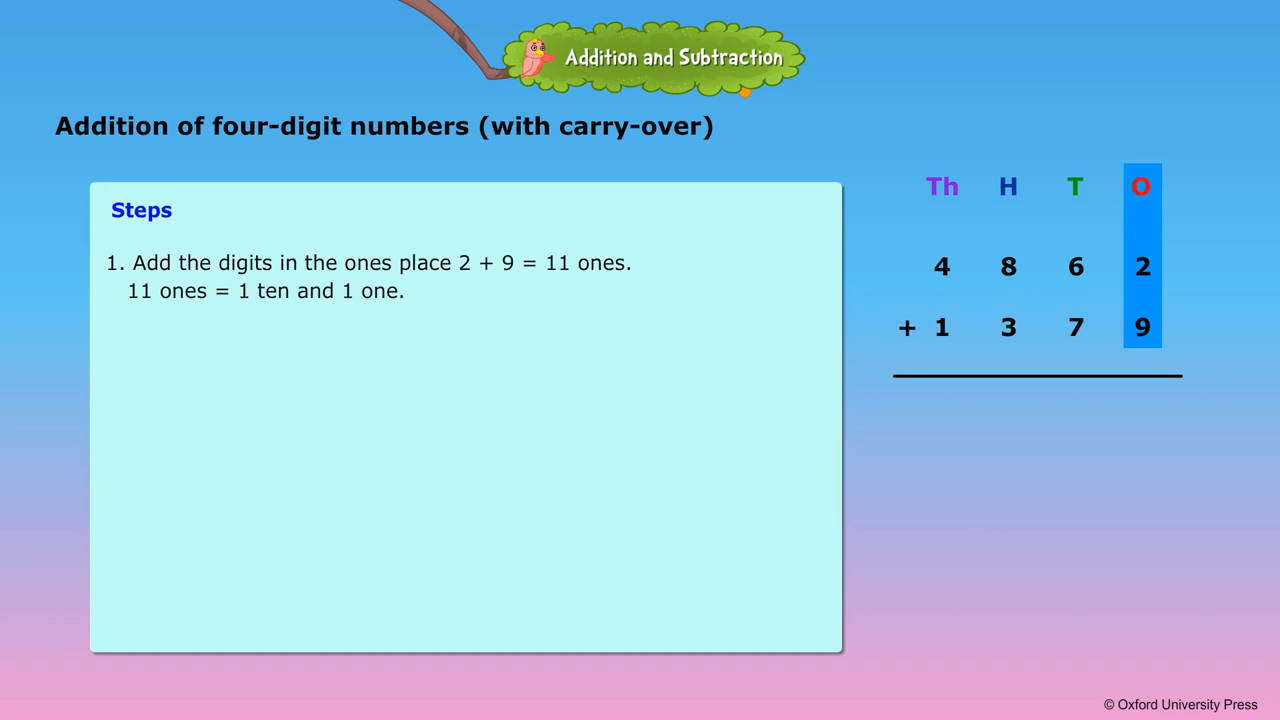 Addition and Subtraction
Addition of four-digit numbers (with carry-over)
Steps
1. Add the digits in the ones place 2 + 9 = 11 ones.
11 ones = 1 ten and 1 one.
Th H T O
4 8 6 2
+ 1 3 7 9
© Oxford University Press